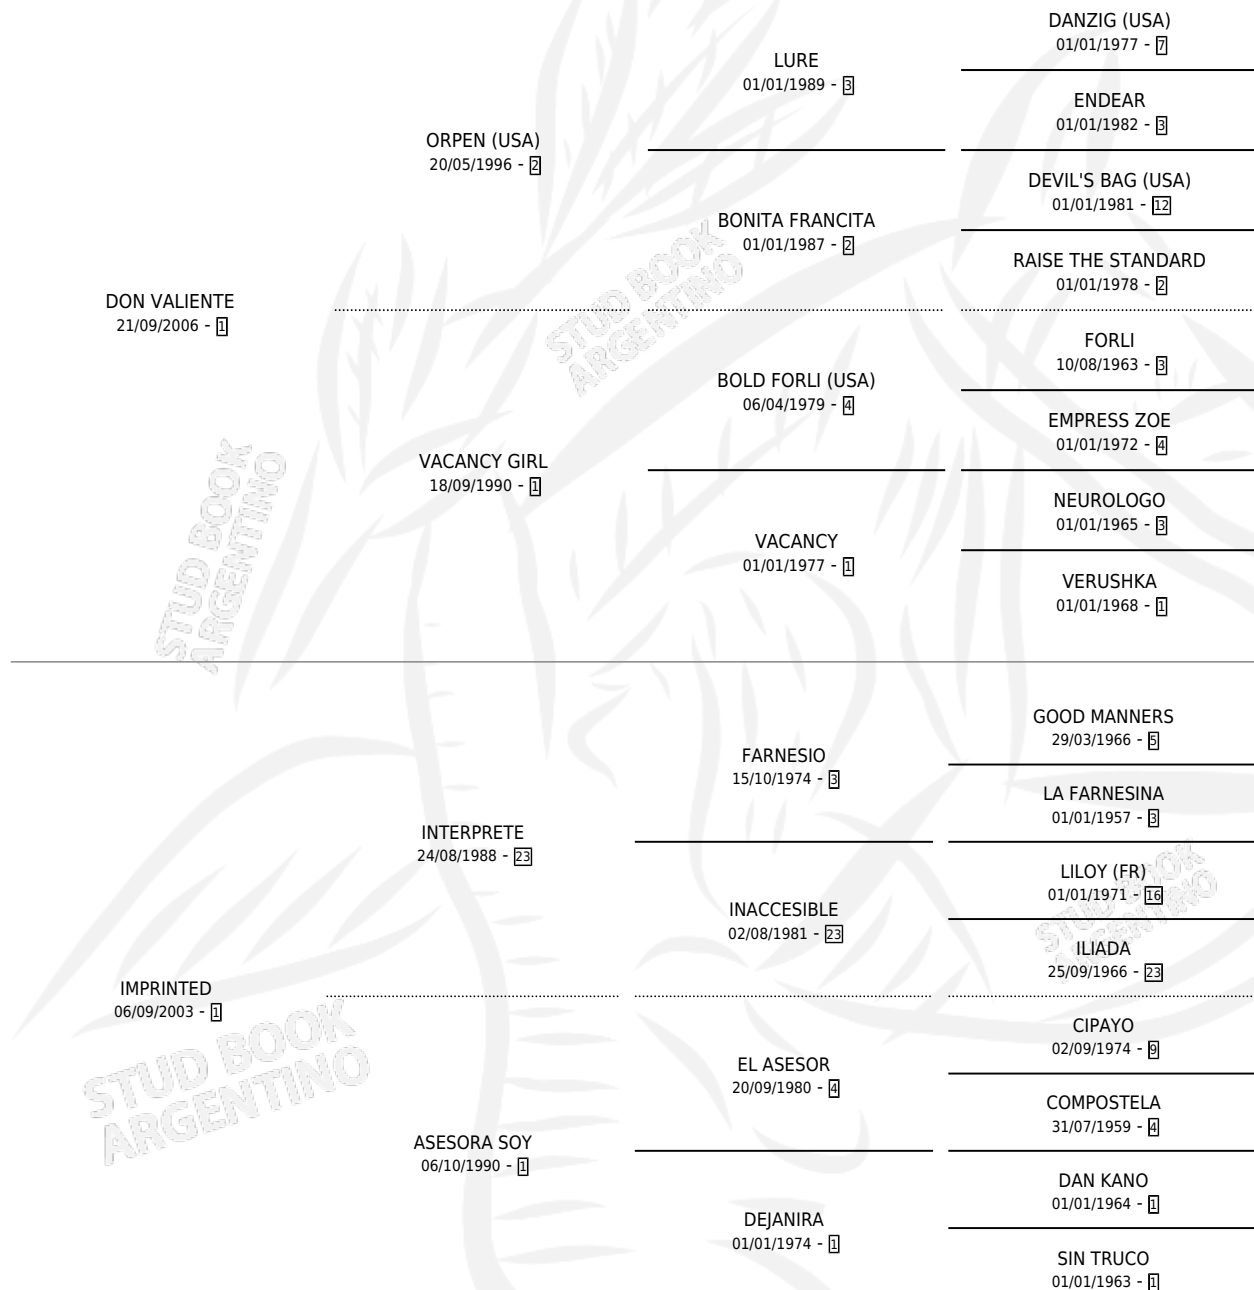 DON VALIENTE
21/09/2006 - 1
ORPEN (USA)
20/05/1996 - 2
VACANCY GIRL
18/09/1990 - 1
LURE
01/01/1989 - 3
BONITA FRANCITA
01/01/1987 - 2
BOLD FORLI (USA)
06/04/1979 - 4
VACANCY
01/01/1977 - 1
DANZIG (USA)
01/01/1977 - 7
ENDEAR
01/01/1982 - 3
DEVIL'S BAG (USA)
01/01/1981 - 12
RAISE THE STANDARD
01/01/1978 - 2
FORLI
10/08/1963 - 3
EMPRESS ZOE
01/01/1972 - 4
NEUROLOGO
01/01/1965 - 3
VERUSHKA
01/01/1968 - 1
IMPRINTED
06/09/2003 - 1
INTERPRETE
24/08/1988 - 23
ASESORA SOY
06/10/1990 - 1
FARNESIO
15/10/1974 - 3
INACCESIBLE
02/08/1981 - 23
EL ASESOR
20/09/1980 - 4
DEJANIRA
01/01/1974 - 1
GOOD MANNERS
29/03/1966 - 5
LA FARNESINA
01/01/1957 - 3
LILOY (FR)
01/01/1971 - 16
ILIADA
25/09/1966 - 23
CIPAYO
02/09/1974 - 9
COMPOSTELA
31/07/1959 - 4
DAN KANO
01/01/1964 - 1
SIN TRUCO
01/01/1963 - 1
STUD BOOK
ARGENTINO
STUD BOOK
ARGENTINO
STUD BOOK
ARGENTINO
STUD BOOK
ARGENTINO